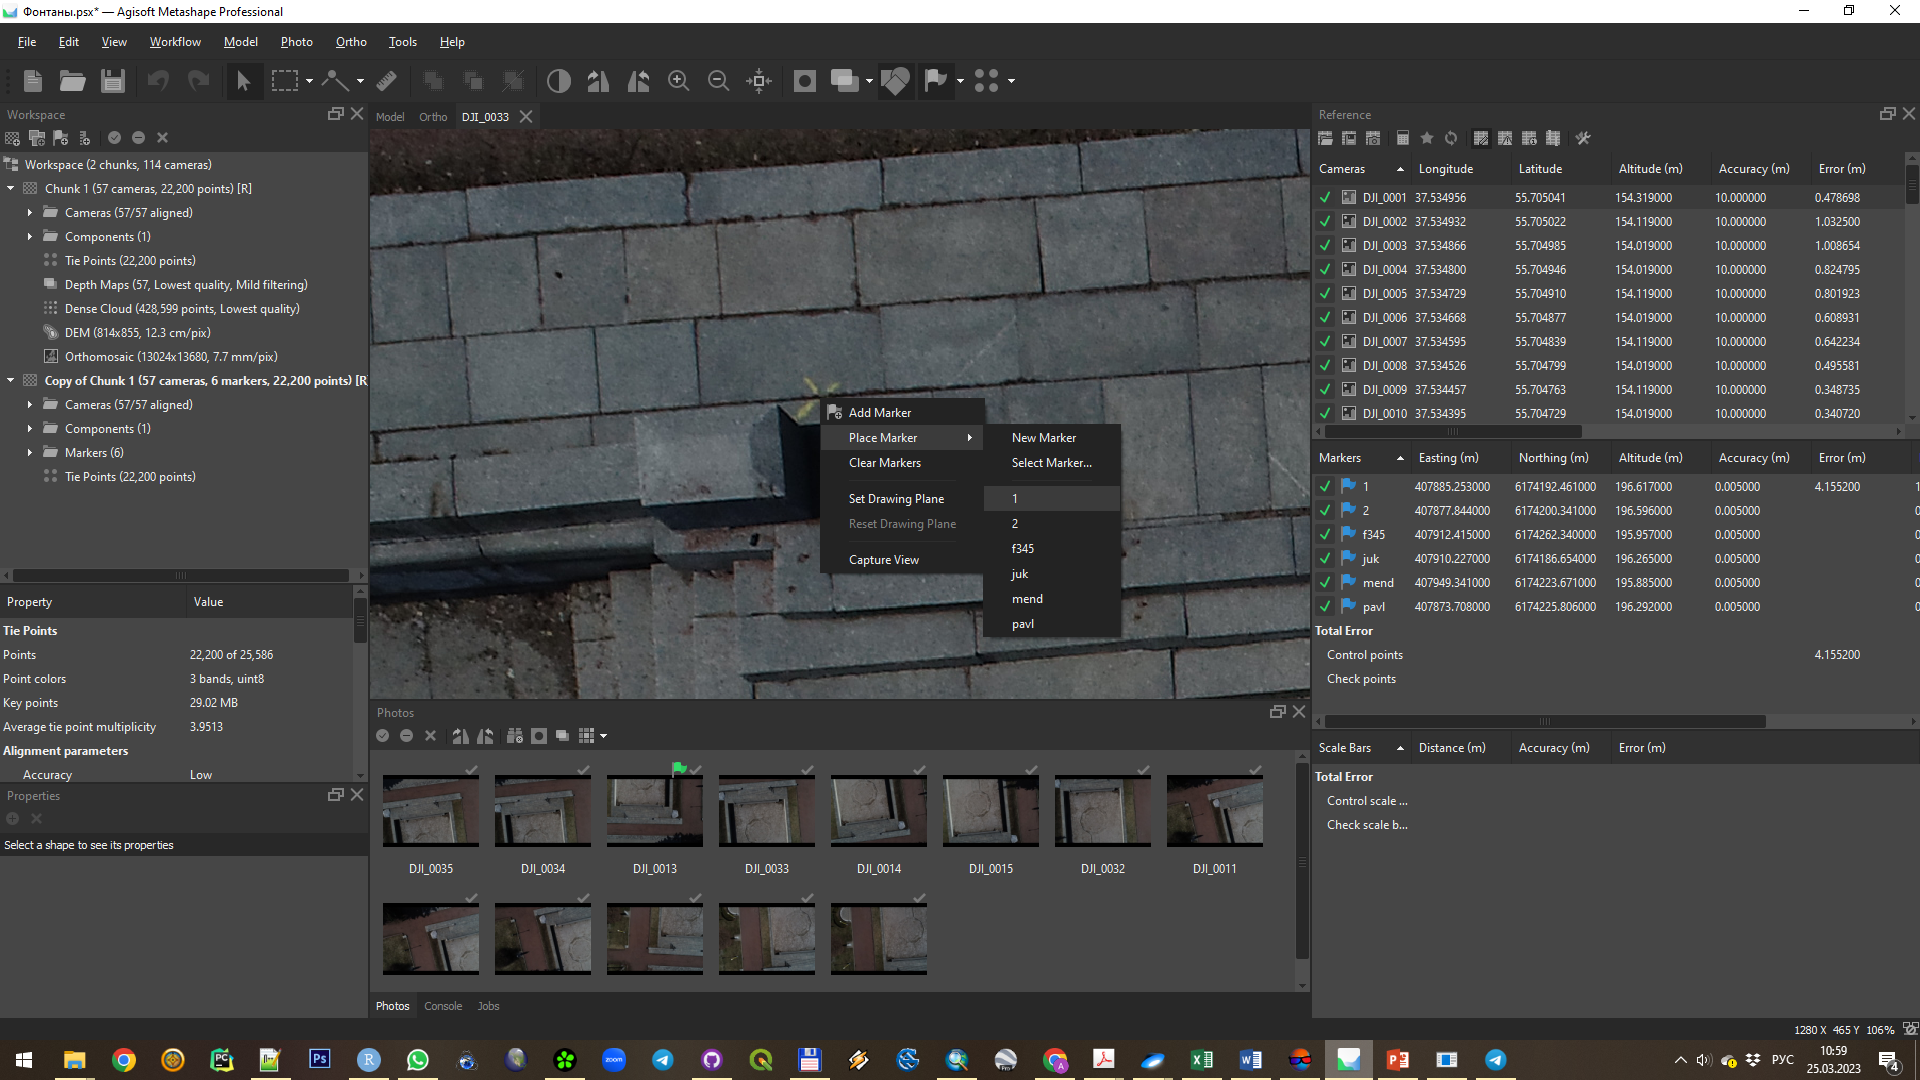 Фонтаны.psx* — Agisoft Metashape Professional
File Edit View Workflow Model Photo Ortho Tools Help
Workspace
Workspace (2 chunks, 114 cameras)
Chunk 1 (57 cameras, 22,200 points) [R]
Cameras (57/57 aligned)
Components (1)
Tie Points (22,200 points)
Depth Maps (57, Lowest quality, Mild filtering)
Dense Cloud (428,599 points, Lowest quality)
DEM (814x855, 12.3 cm/pix)
Orthomosaic (13024x13680, 7.7 mm/pix)
Copy of Chunk 1 (57 cameras, 6 markers, 22,200 points) [R
Cameras (57/57 aligned)
Components (1)
Markers (6)
Tie Points (22,200 points)
Property Value
Tie Points
Points 22,200 of 25,586
Point colors 3 bands, uint8
Key points 29.02 MB
Average tie point multiplicity 3.9513
Alignment parameters
Accuracy Low
Properties
Select a shape to see its properties
Model Ortho DJI_0033
Add Marker
Place Marker
Clear Markers
Set Drawing Plane
Reset Drawing Plane
Capture View
New Marker
Select Marker...
1
2
f345
juk
mend
pavl
Photos
DJI_0035 DJI_0034 DJI_0013 DJI_0033 DJI_0014 DJI_0015 DJI_0032 DJI_0011
Photos Console Jobs
Reference
Cameras Longitude Latitude Altitude (m) Accuracy (m) Error (m)
DJI_0001 37.534956 55.705041 154.319000 10.000000 0.478698
DJI_0002 37.534932 55.705022 154.119000 10.000000 1.032500
DJI_0003 37.534866 55.704985 154.019000 10.000000 1.008654
DJI_0004 37.534800 55.704946 154.019000 10.000000 0.824795
DJI_0005 37.534729 55.704910 154.119000 10.000000 0.801923
DJI_0006 37.534668 55.704877 154.019000 10.000000 0.608931
DJI_0007 37.534595 55.704839 154.119000 10.000000 0.642234
DJI_0008 37.534526 55.704799 154.019000 10.000000 0.495581
DJI_0009 37.534457 55.704763 154.119000 10.000000 0.348735
DJI_0010 37.534395 55.704729 154.019000 10.000000 0.340720
Markers Easting (m) Northing (m) Altitude (m) Accuracy (m) Error (m)
1 407885.253000 6174192.461000 196.617000 0.005000 4.155200 1
2 407877.844000 6174200.341000 196.596000 0.005000 0
f345 407912.415000 6174262.340000 195.957000 0.005000 0
juk 407910.227000 6174186.654000 196.265000 0.005000 0
mend 407949.341000 6174223.671000 195.885000 0.005000 0
pavl 407873.708000 6174225.806000 196.292000 0.005000 0
Total Error
Control points 4.155200
Check points
Scale Bars Distance (m) Accuracy (m) Error (m)
Total Error
Control scale ...
Check scale b...
1280 X 465 Y 106%
PC Ps R zoom Pro A X W P
РУС
10:59
25.03.2023
4